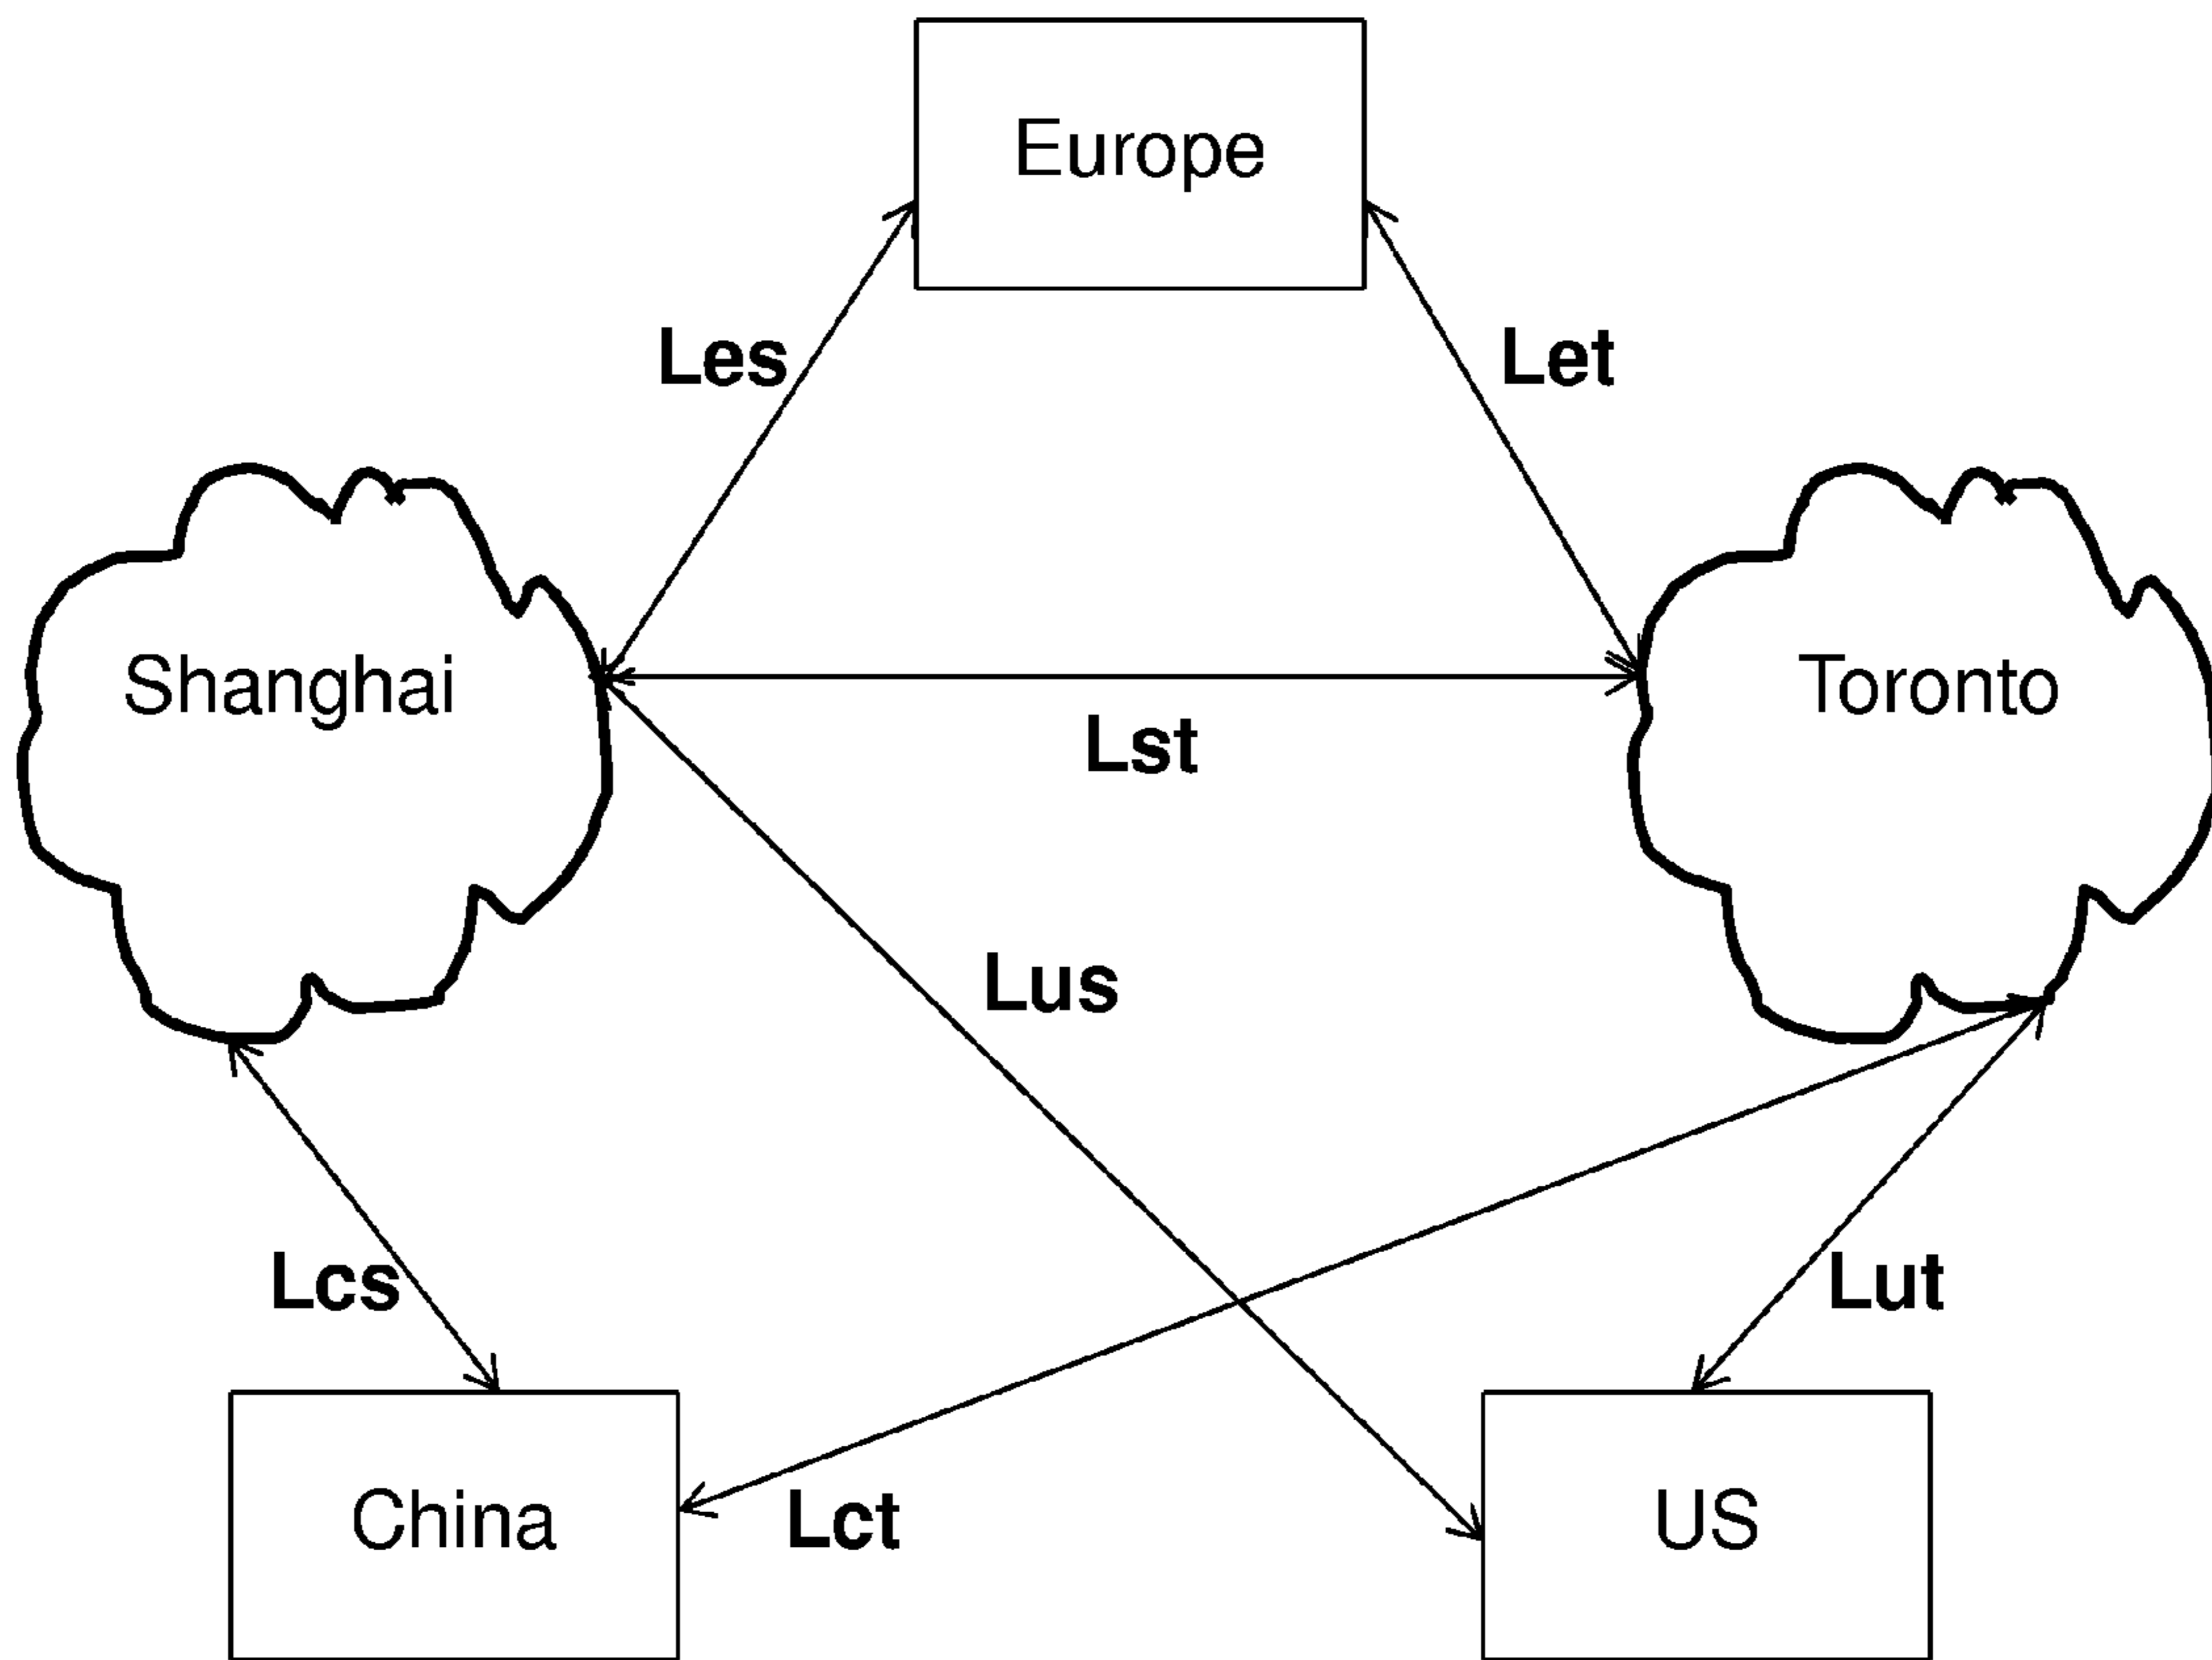 Europe
Les
Let
Shanghai
Toronto
Lst
Lus
Lcs
Lut
China
Lct
US